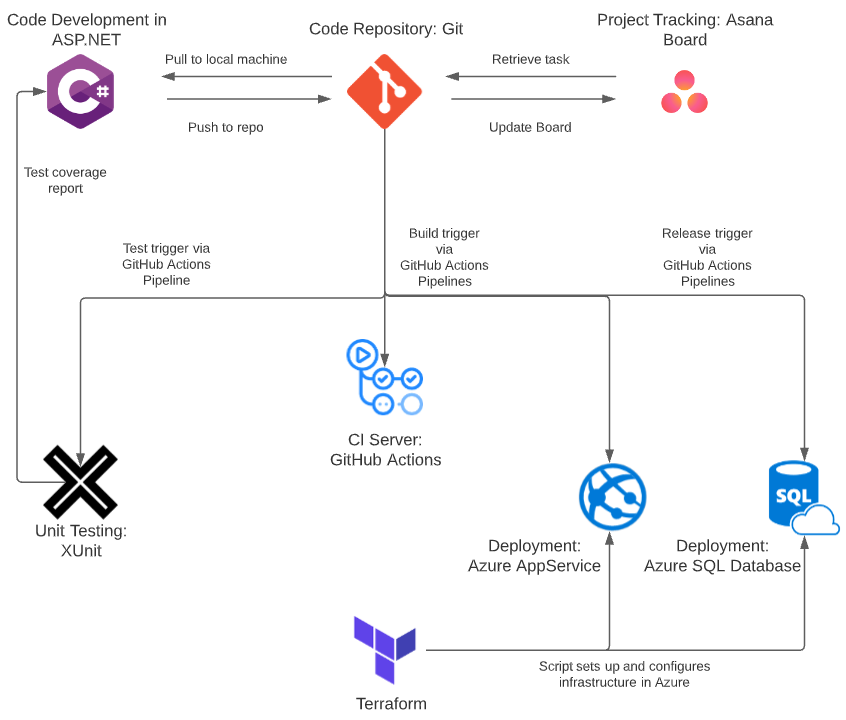 Code Development in
ASP.NET
Code Repository: Git
Project Tracking: Asana
Board
Pull to local machine
Retrieve task
C
#
Push to repo
Update Board
Test coverage
report
Test trigger via
GitHub Actions
Pipeline
Build trigger
via
GitHub Actions
Pipelines
Release trigger
via
GitHub Actions
Pipelines
CI Server:
GitHub Actions
SQL
Unit Testing:
XUnit
Deployment:
Azure AppService
Deployment:
Azure SQL Database
Script sets up and configures
infrastructure in Azure
Terraform